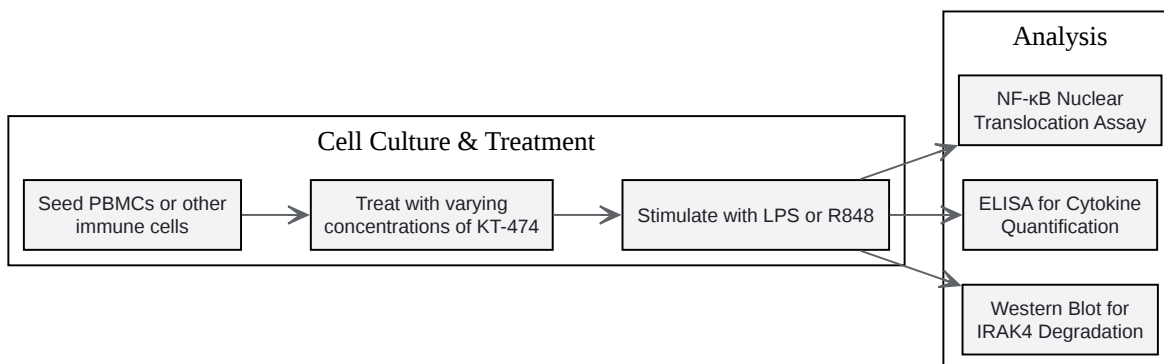 Cell Culture & Treatment
Seed PBMCs or other
immune cells
Treat with varying
concentrations of KT-474
Stimulate with LPS or R848
Analysis
NF-κB Nuclear
Translocation Assay
ELISA for Cytokine
Quantification
Western Blot for
IRAK4 Degradation